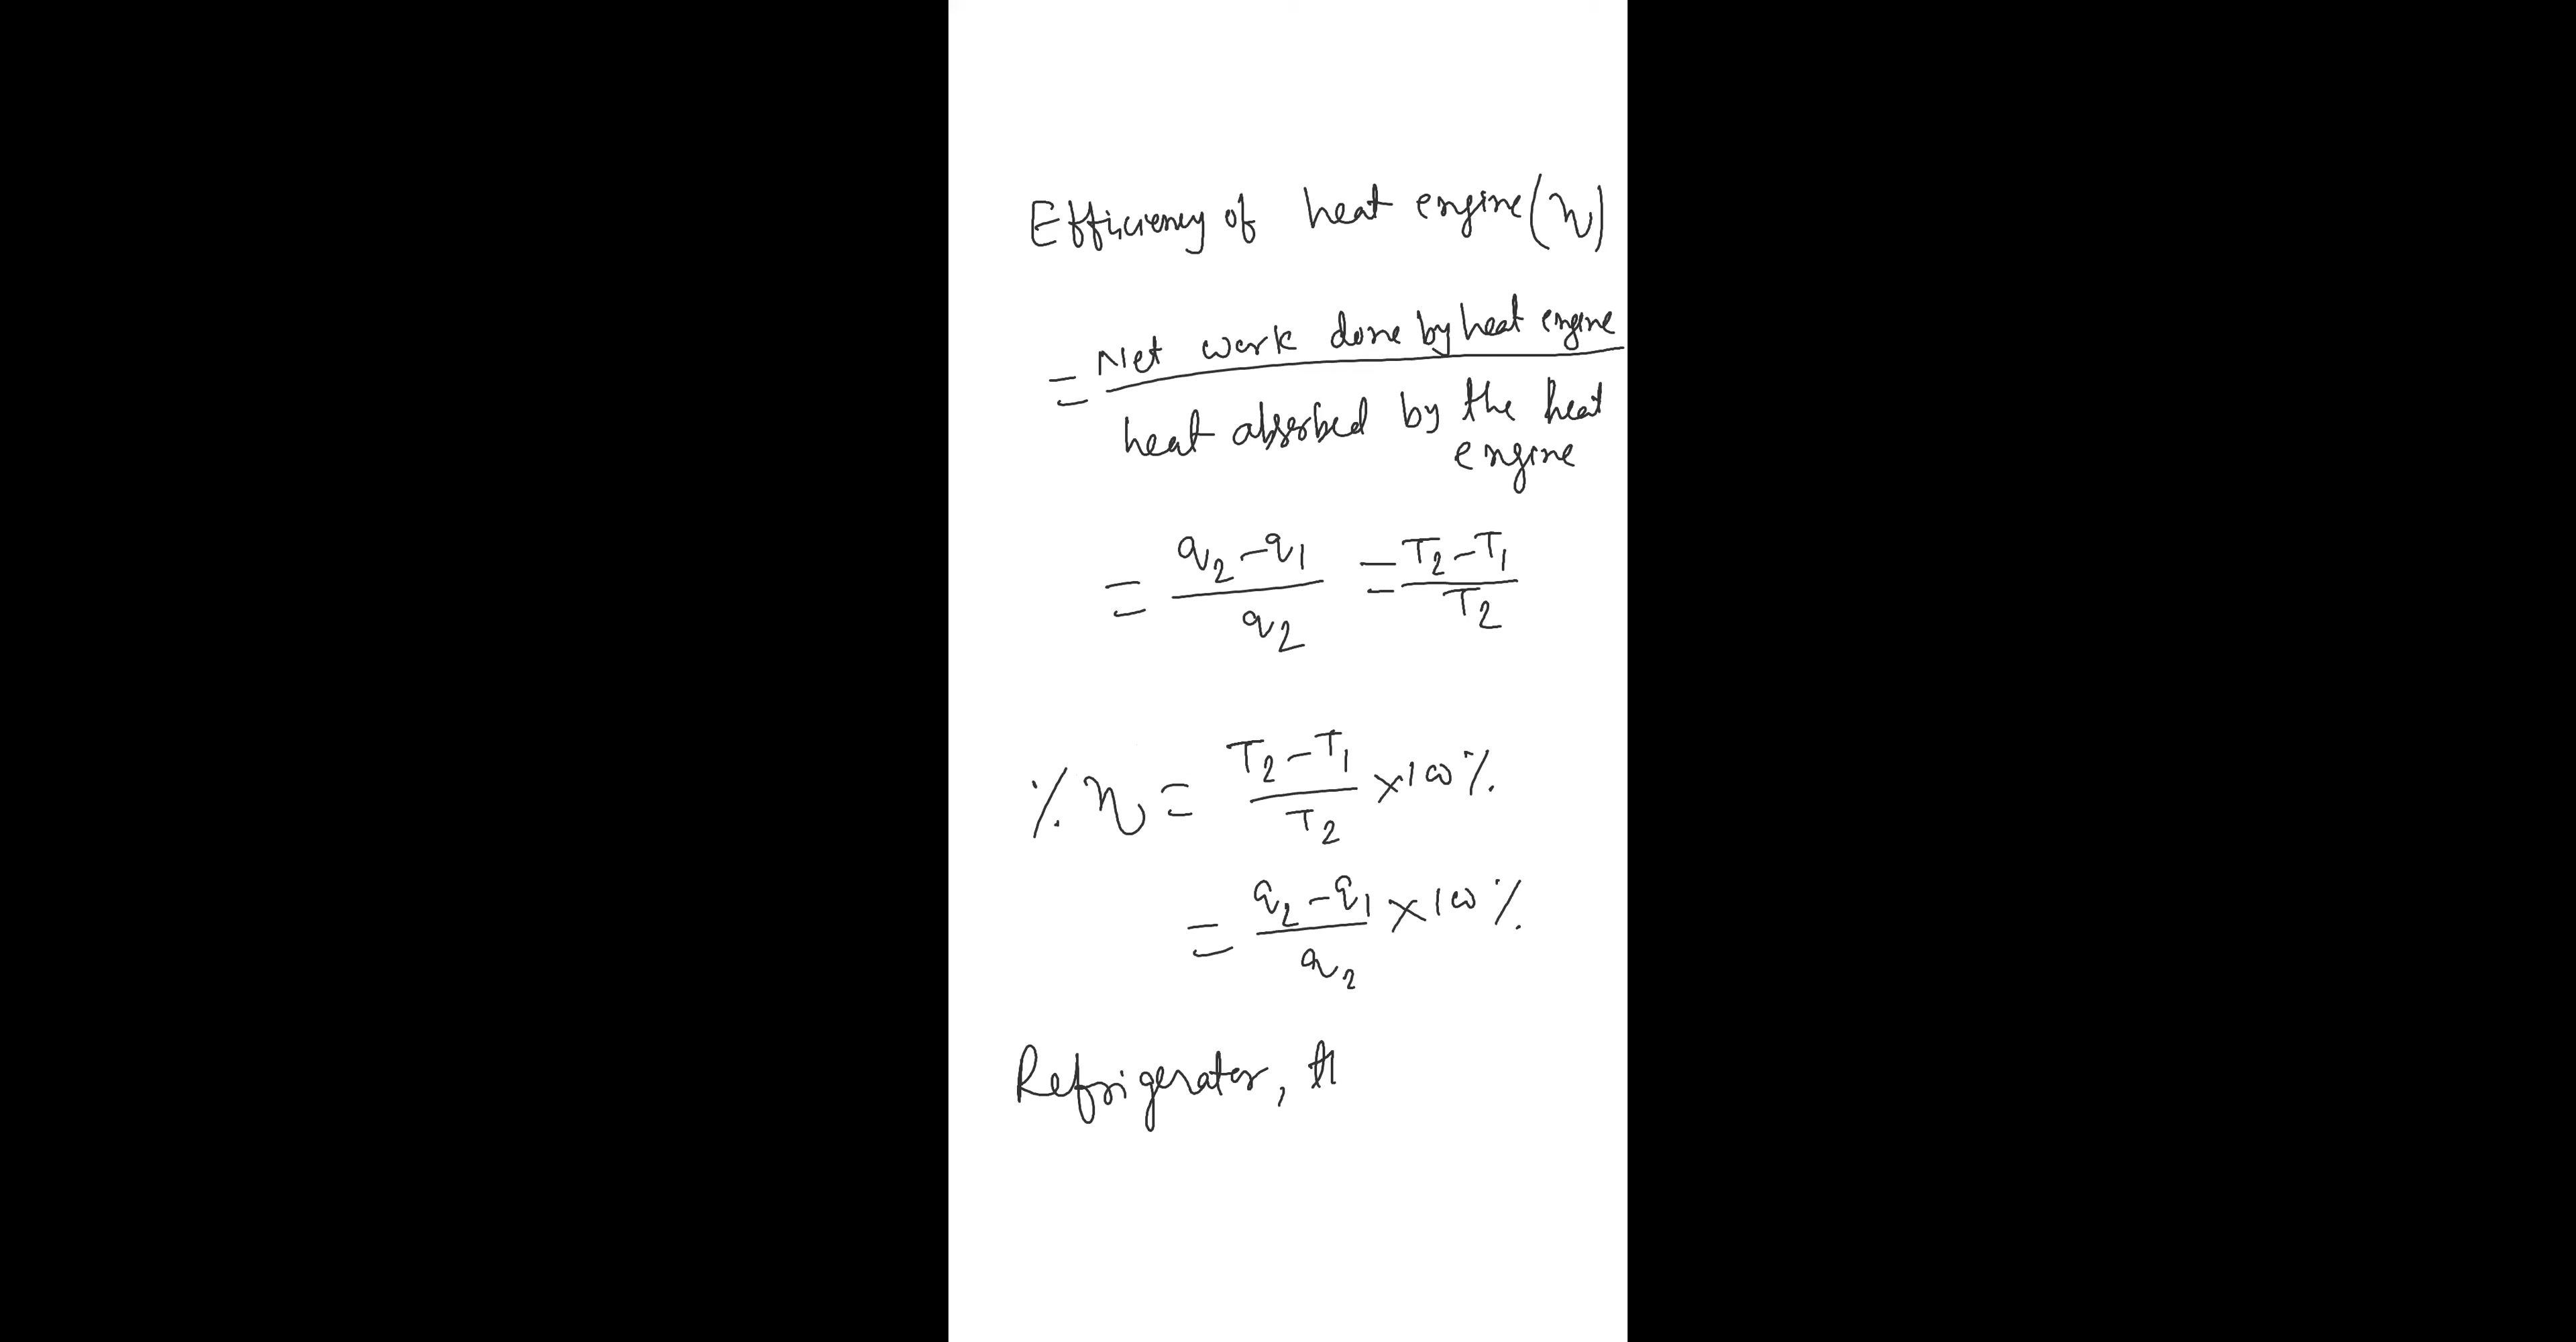 Efficiency of heat engine (η)
= Net work done by heat engine
heat absorbed by the heat
engine
= q2 - q1 / q2 = T2 - T1 / T2
% η = T2 - T1 / T2 × 100 %
= q2 - q1 / q2 × 100 %
Refrigerator, th